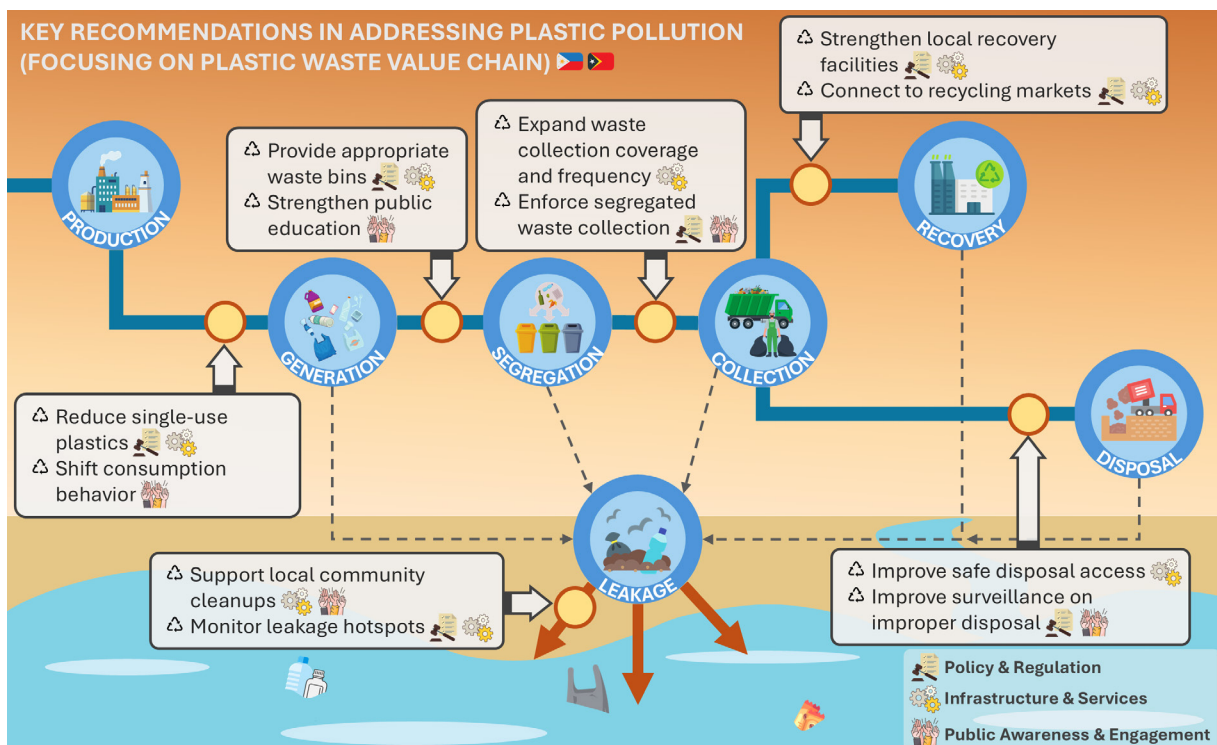 KEY RECOMMENDATIONS IN ADDRESSING PLASTIC POLLUTION
(FOCUSING ON PLASTIC WASTE VALUE CHAIN)
Strengthen local recovery
facilities
Connect to recycling markets
Expand waste
collection coverage
and frequency
Enforce segregated
waste collection
Provide appropriate
waste bins
Strengthen public
education
PRODUCTION
RECOVERY
GENERATION
SEGREGATION
COLLECTION
Reduce single-use
plastics
Shift consumption
behavior
DISPOSAL
LEAKAGE
Support local community
cleanups
Monitor leakage hotspots
Improve safe disposal access
Improve surveillance on
improper disposal
Policy & Regulation
Infrastructure & Services
Public Awareness & Engagement